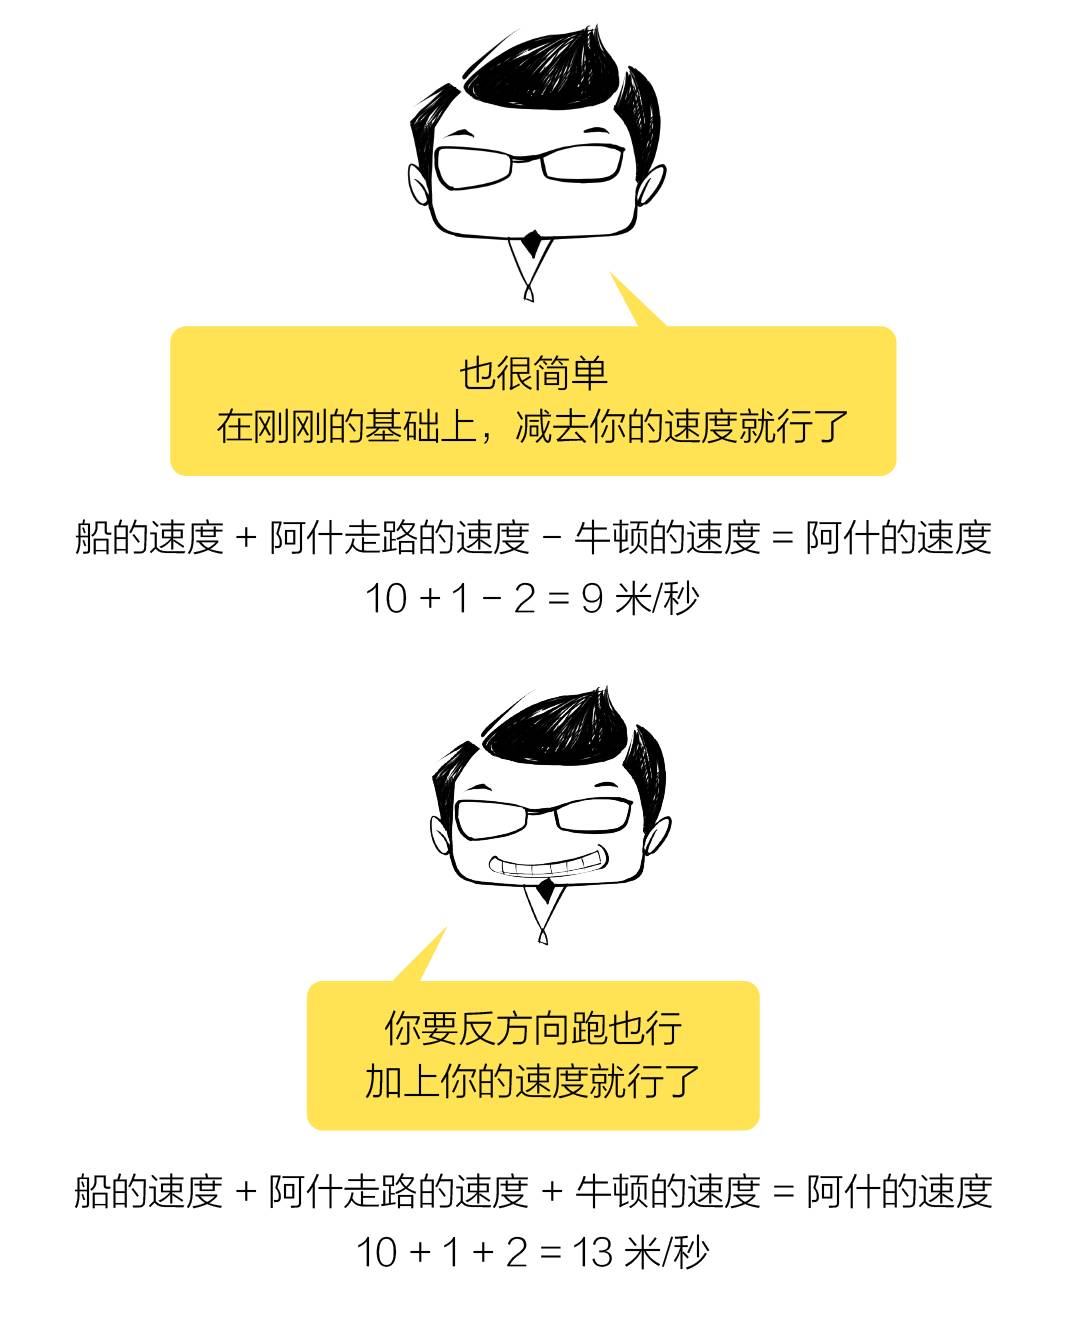 也很简单
在刚刚的基础上，减去你的速度就行了
船的速度 + 阿什走路的速度 – 牛顿的速度 = 阿什的速度
10 + 1 – 2 = 9 米/秒
你要反方向跑也行
加上你的速度就行了
船的速度 + 阿什走路的速度 + 牛顿的速度 = 阿什的速度
10 + 1 + 2 = 13 米/秒